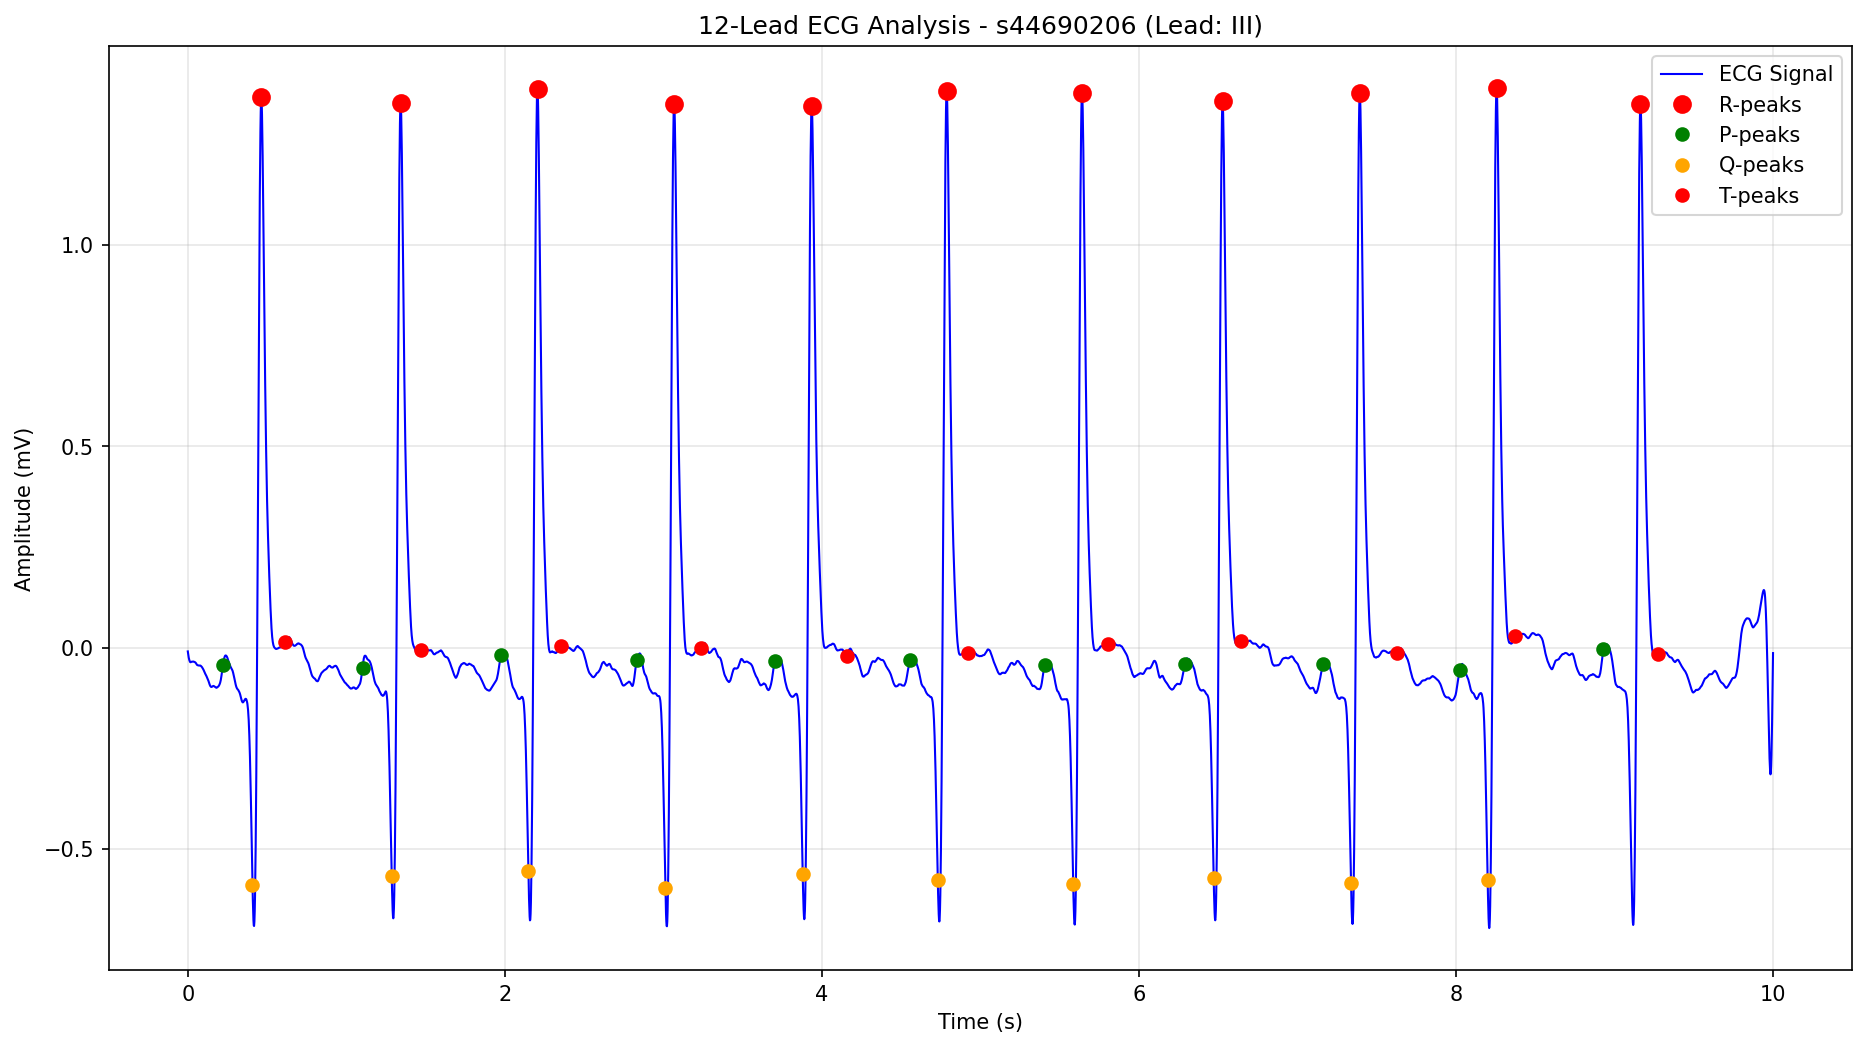 12-Lead ECG Analysis - s44690206 (Lead: III)
ECG Signal
R-peaks
P-peaks
Q-peaks
T-peaks
Amplitude (mV)
1.0
0.5
0.0
−0.5
0 2 4 6 8 10
Time (s)